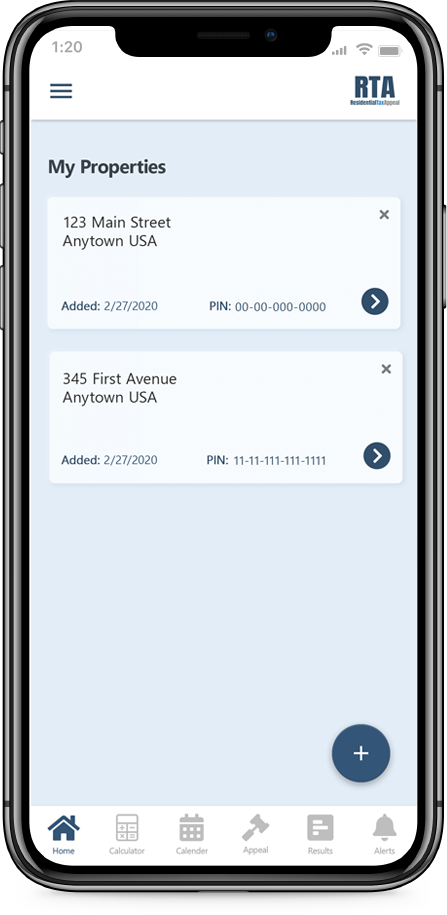 1:20
RTA
ResidentialTaxAppeal
My Properties
123 Main Street
Anytown USA
Added: 2/27/2020 PIN: 00-00-000-0000
345 First Avenue
Anytown USA
Added: 2/27/2020 PIN: 11-11-111-111-1111
+
Home Calculator Calender Appeal Results Alerts